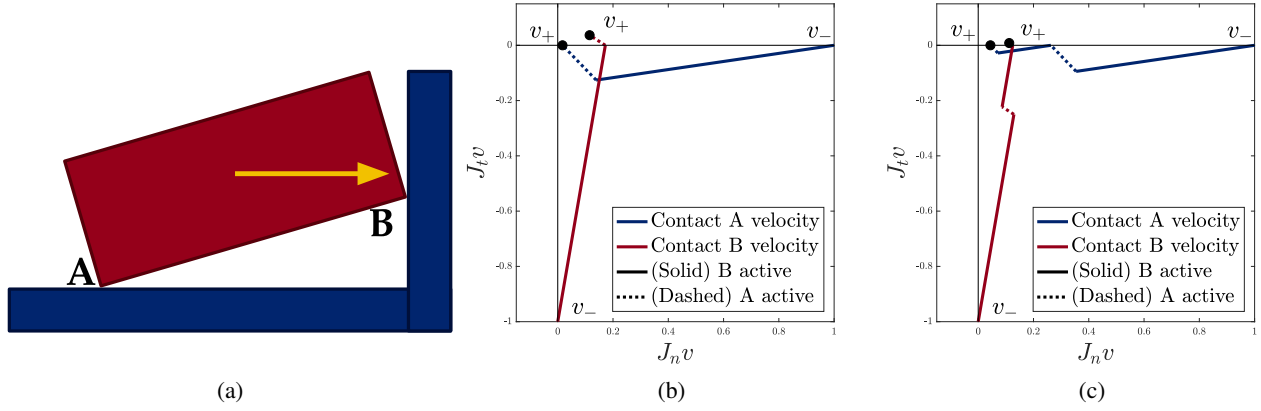 A
B
(a)
v₊
v₊
v₋
0
-0.2
-0.4
-0.6
-0.8
-1
Jₜv
v₋
Contact A velocity
Contact B velocity
(Solid) B active
(Dashed) A active
0
0.2
0.4
0.6
0.8
1
Jₙv
(b)
v₊
v₊
v₋
0
-0.2
-0.4
-0.6
-0.8
-1
Jₜv
v₋
Contact A velocity
Contact B velocity
(Solid) B active
(Dashed) A active
0
0.2
0.4
0.6
0.8
1
Jₙv
(c)